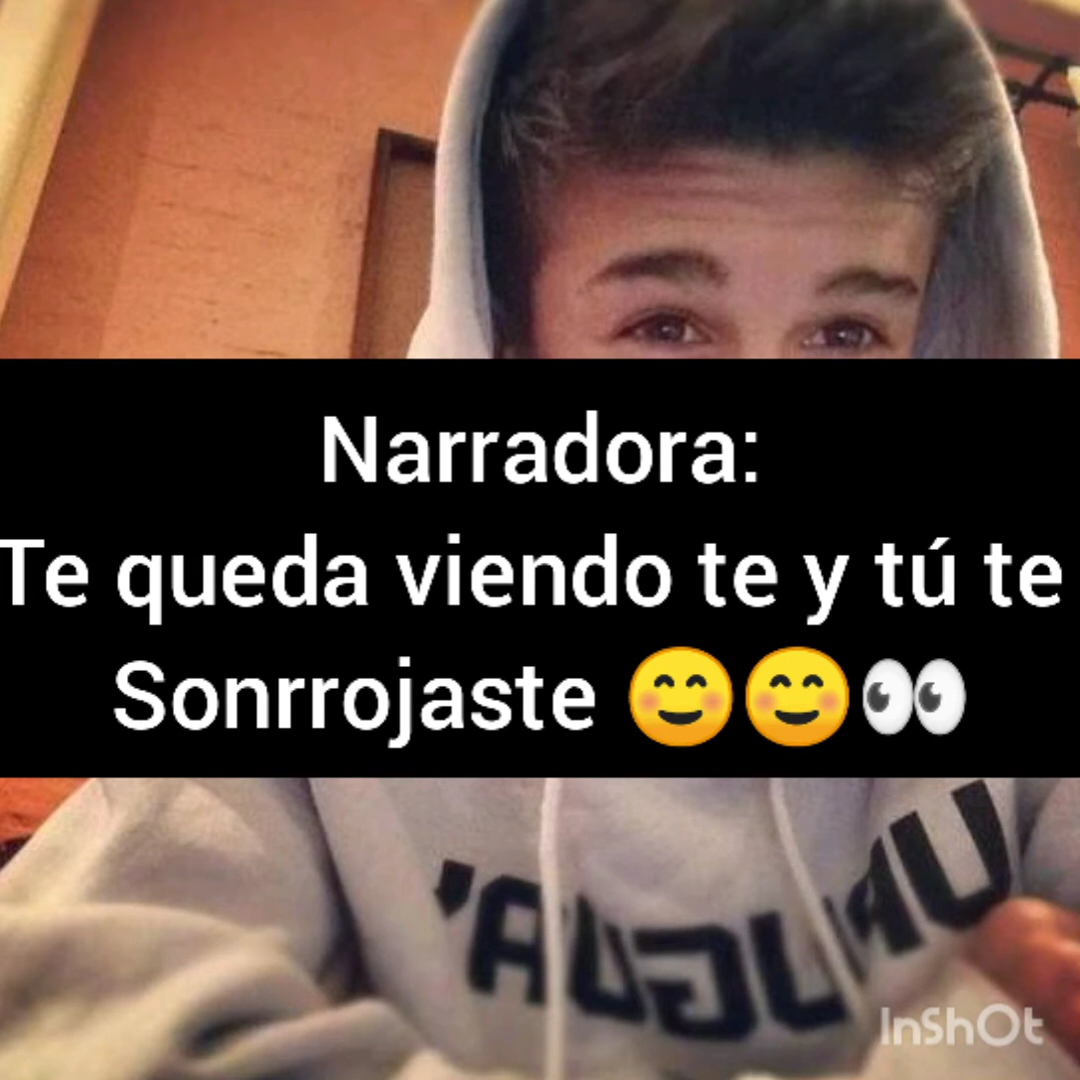 Narradora:
Te queda viendo te y tú te
Sonrrojaste 😊😊👀
InShOt